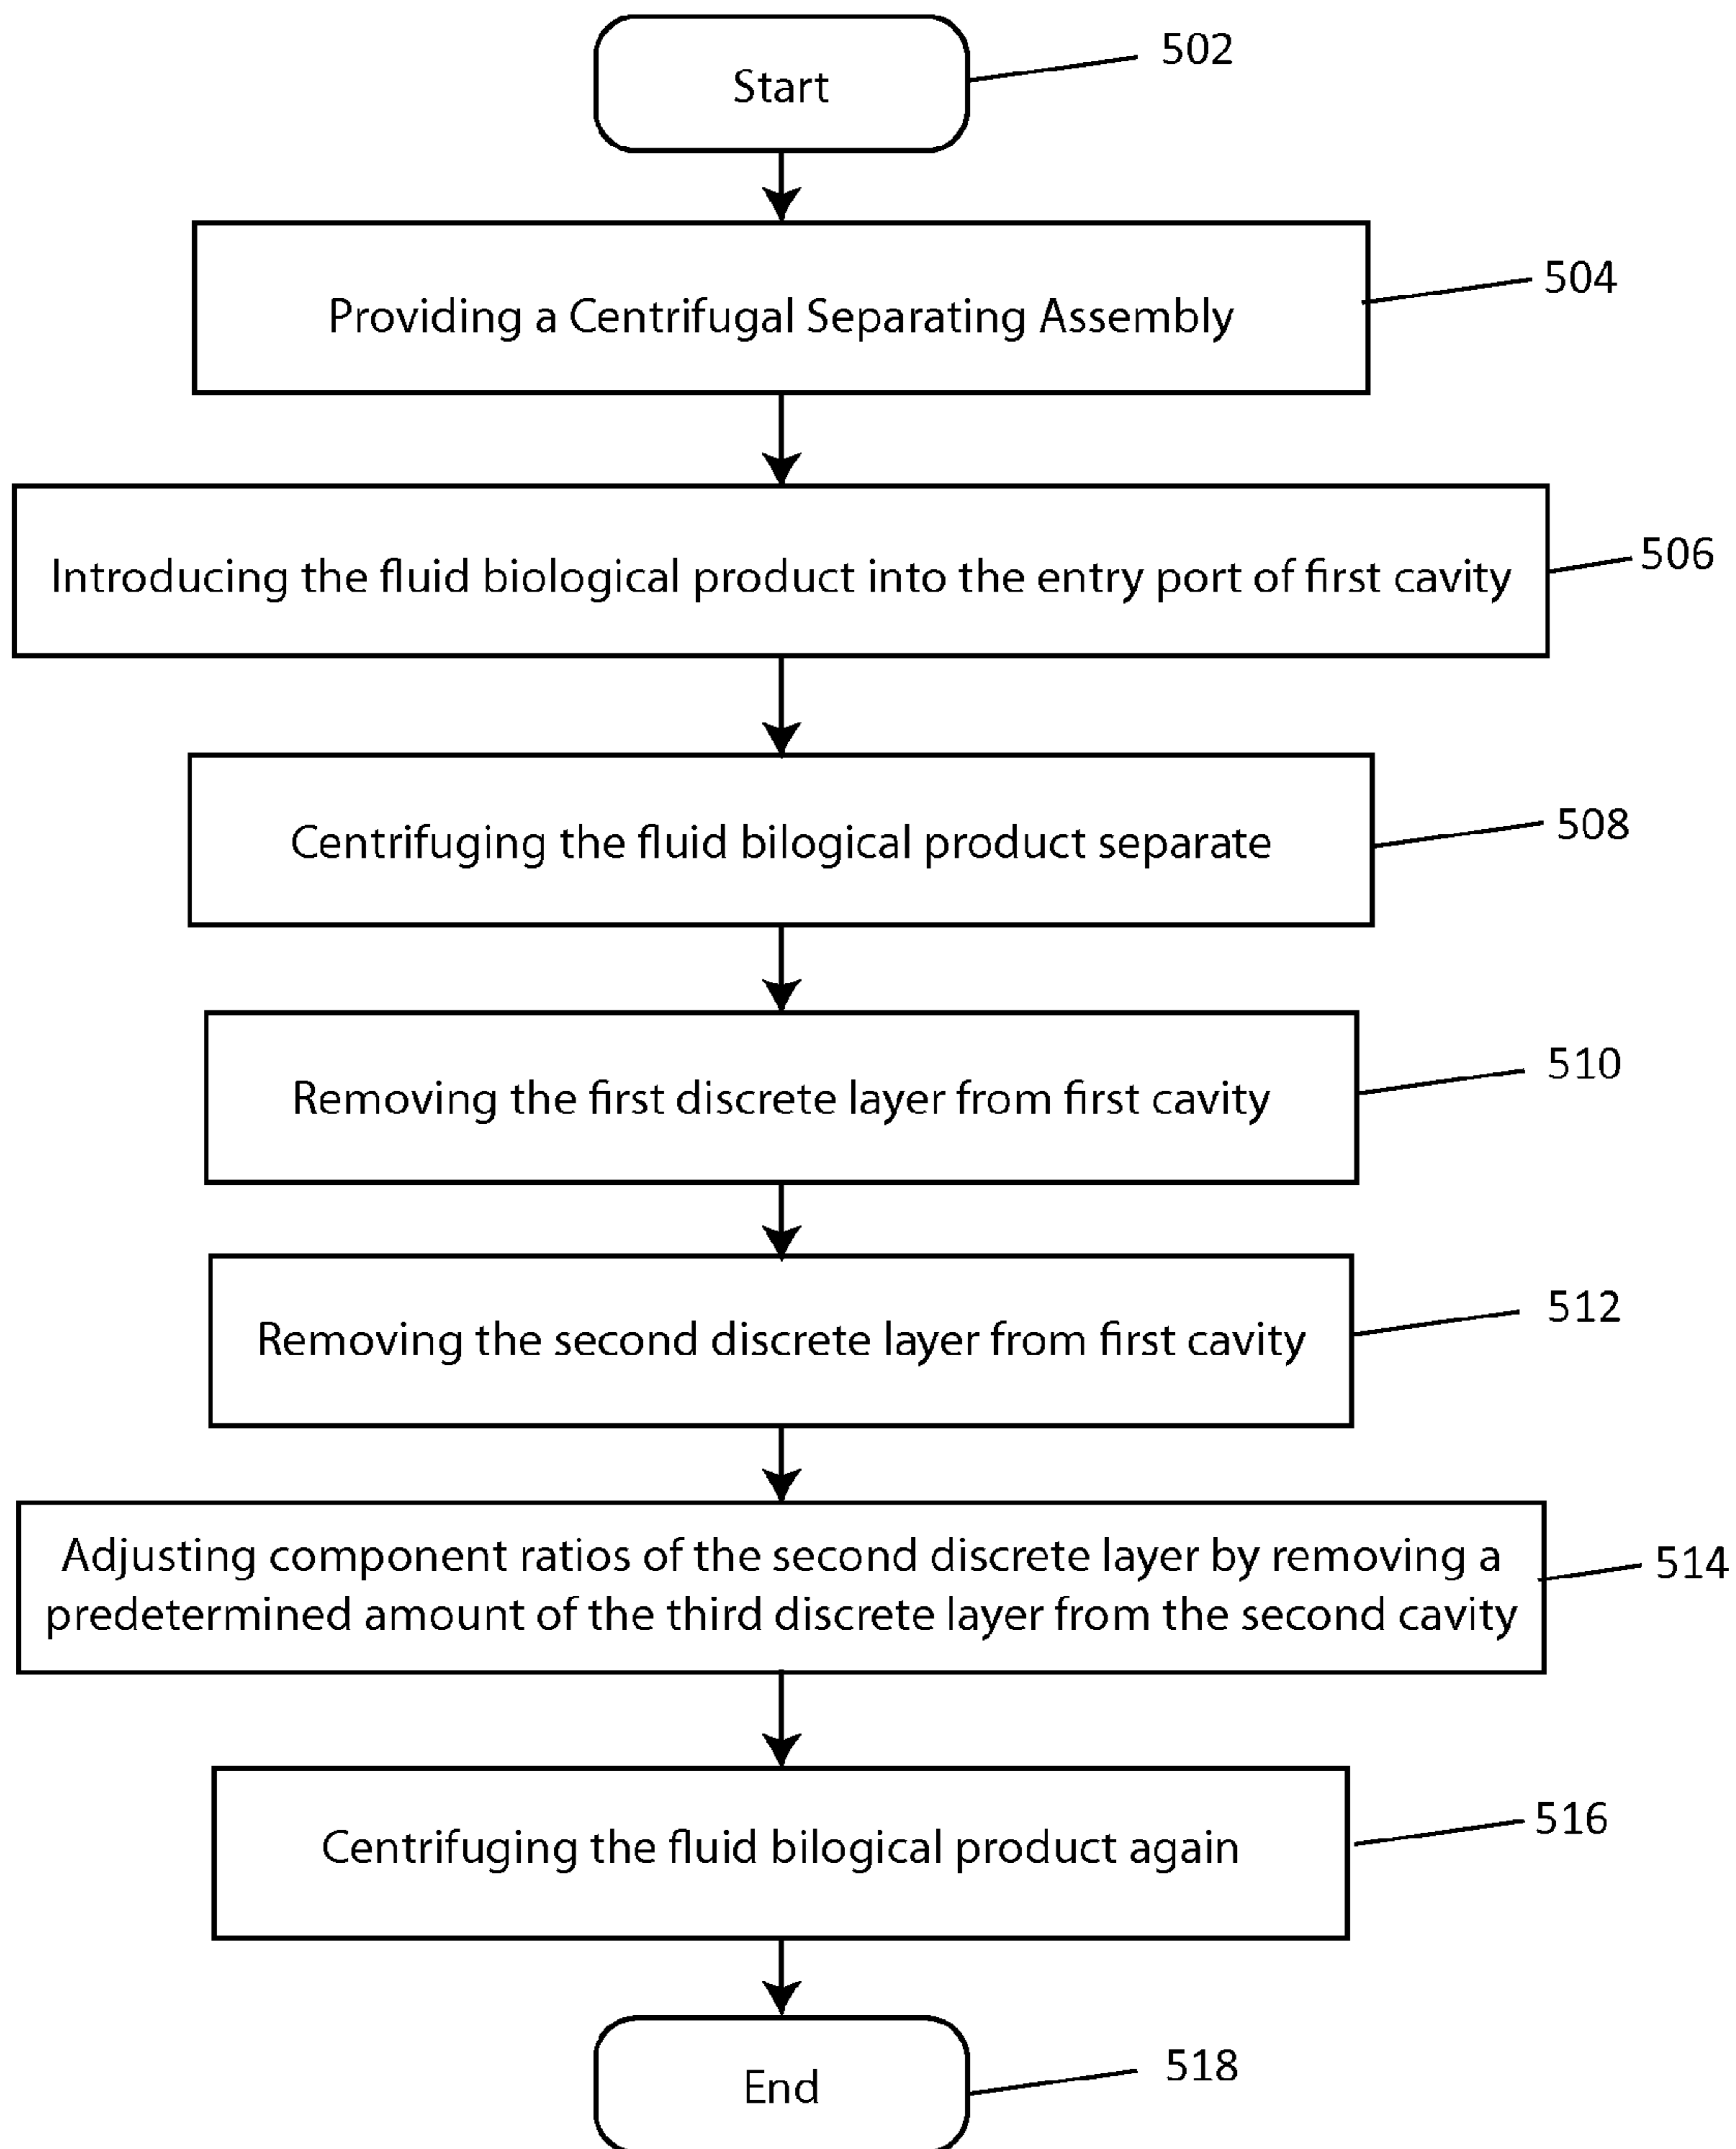 Start
502
Providing a Centrifugal Separating Assembly
504
Introducing the fluid biological product into the entry port of first cavity
506
Centrifuging the fluid bilogical product separate
508
Removing the first discrete layer from first cavity
510
Removing the second discrete layer from first cavity
512
Adjusting component ratios of the second discrete layer by removing a
predetermined amount of the third discrete layer from the second cavity
514
Centrifuging the fluid bilogical product again
516
End
518